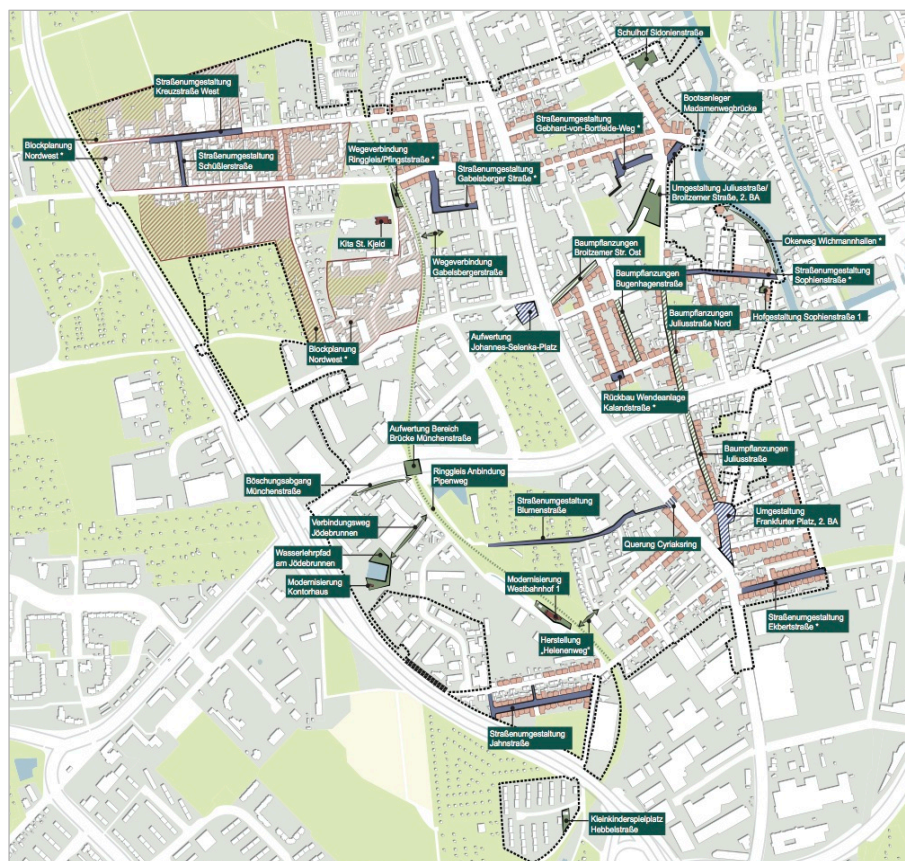 Schulhof Sidonienstraße
Straßenumgestaltung
Kreuzstraße West
Bootsanleger
Madamenwegbrücke
Straßenumgestaltung
Gebhard-von-Bortfelde-Weg *
Blockplanung
Nordwest *
Wegeverbindung
Ringgleis/Pfingststraße *
Straßenumgestaltung
Schüßlerstraße
Straßenumgestaltung
Gabelsberger Straße *
Umgestaltung Juliusstraße/
Broitzemer Straße, 2. BA
Kita St. Kjeld
Okerweg Wichmannhallen *
Baumpflanzungen
Broitzemer Str. Ost
Wegeverbindung
Gabelsbergerstraße
Baumpflanzungen
Bugenhagenstraße
Straßenumgestaltung
Sophienstraße *
Baumpflanzungen
Juliusstraße Nord
Hofgestaltung Sophienstraße 1
Aufwertung
Johannes-Selenka-Platz
Blockplanung
Nordwest *
Rückbau Wendeanlage
Kalandstraße *
Aufwertung Bereich
Brücke Münchenstraße
Baumpflanzungen
Juliusstraße
Böschungsabgang
Münchenstraße
Ringgleis Anbindung
Pipenweg
Straßenumgestaltung
Blumenstraße
Umgestaltung
Frankfurter Platz, 2. BA
Verbindungsweg
Jödebrunnen
Querung Cyriaksring
Wasserlehrpfad
am Jödebrunnen
Modernisierung
Kontorhaus
Modernisierung
Westbahnhof 1
Straßenumgestaltung
Ekbertstraße *
Herstellung
„Helenenweg"
Straßenumgestaltung
Jahnstraße
Kleinkinderspielplatz
Hebbelstraße